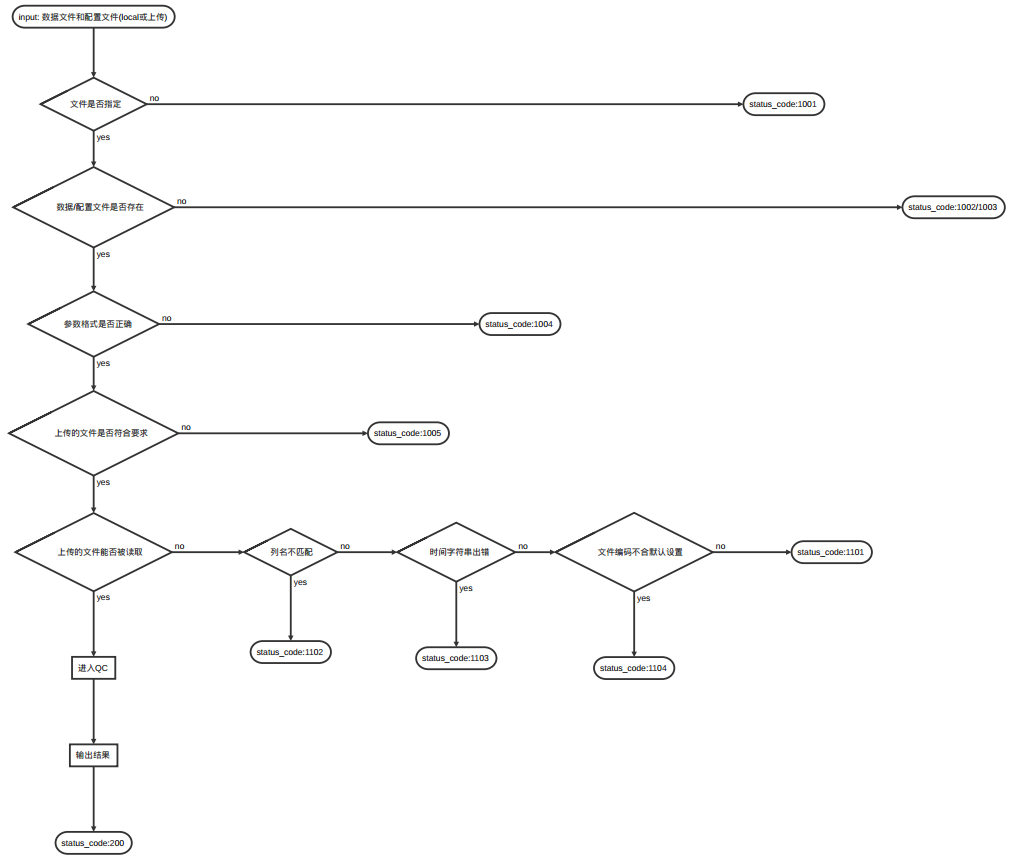 input: 数据文件和配置文件(local或上传)
文件是否指定
no
status_code:1001
yes
数据/配置文件是否存在
no
status_code:1002/1003
yes
参数格式是否正确
no
status_code:1004
yes
上传的文件是否符合要求
no
status_code:1005
yes
上传的文件能否被读取
no
列名不匹配
no
时间字符串出错
no
文件编码不合默认设置
no
status_code:1101
yes
yes
yes
yes
status_code:1102
status_code:1103
status_code:1104
进入QC
输出结果
status_code:200